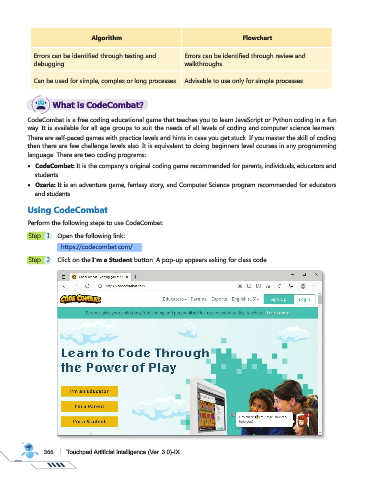 Algorithm
Flowchart
Errors can be identified through testing and
debugging
Errors can be identified through review and
walkthroughs
Can be used for simple, complex or long processes
Advisable to use only for simple processes
What is CodeCombat?
CodeCombat is a free coding educational game that teaches you to learn JavaScript or Python coding in a fun
way. It is available for all age groups to suit the needs of all levels of coding and computer science learners.
There are self-paced games with practice levels and hints in case you get stuck. If you master the skill of coding
then there are few challenge levels also. It is equivalent to doing beginner level courses in any programming
language. There are two coding programs:
• CodeCombat: It is the company's original coding game recommended for parents, individuals, educators and
students.
• Ozaria: It is an adventure game, fantasy story, and Computer Science program recommended for educators
and students.
Using CodeCombat
Perform the following steps to use CodeCombat:
Step 1
Open the following link:
https://codecombat.com/
Step 2
Click on the I'm a Student button. A pop-up appears asking for class code.
CODE COMBAT
Educators
Parents
Esports
English (US)
Sign Up
Log In
Learn to Code Through
the Power of Play
I'm an Educator
I'm a Parent
I'm a Student
366
Touchpad Artificial Intelligence (Ver. 3.0)-IX